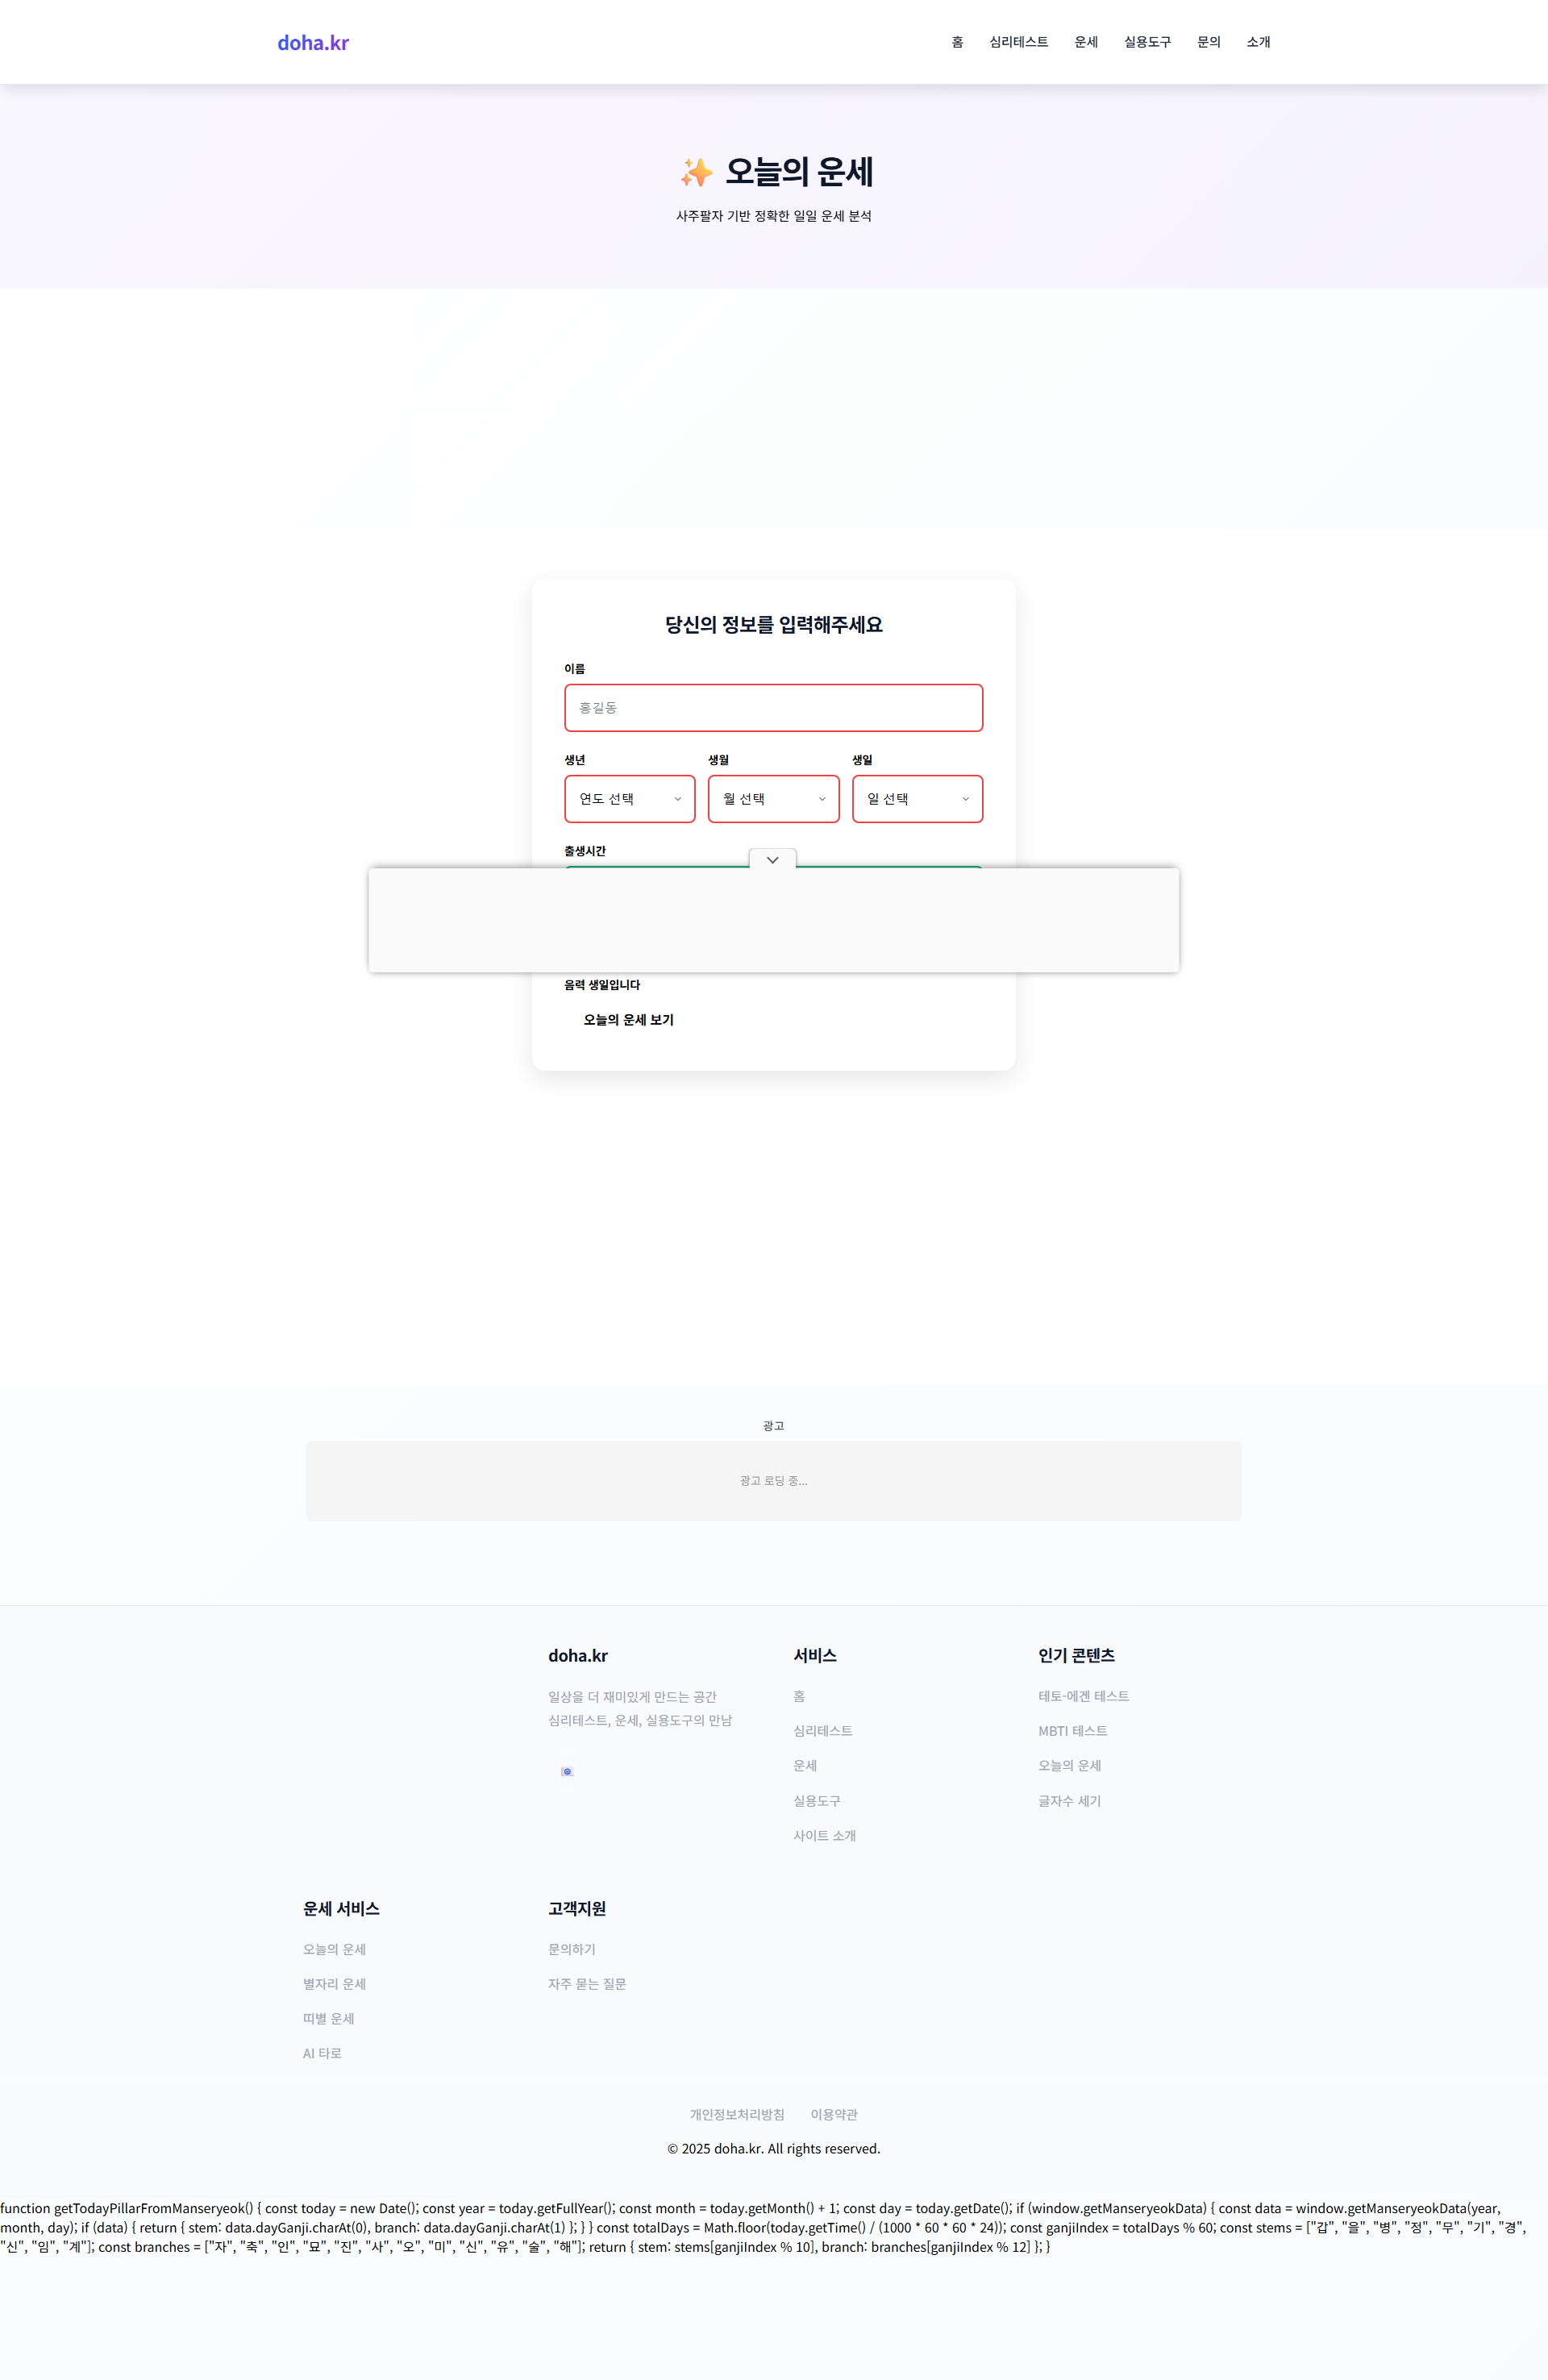 doha.kr
홈 심리테스트 운세 실용도구 문의 소개
✨ 오늘의 운세
사주팔자 기반 정확한 일일 운세 분석
당신의 정보를 입력해주세요
이름
홍길동
생년 생월 생일
연도 선택 월 선택 일 선택
출생시간
음력 생일입니다
오늘의 운세 보기
광고
광고 로딩 중...
doha.kr
일상을 더 재미있게 만드는 공간
심리테스트, 운세, 실용도구의 만남
서비스
홈
심리테스트
운세
실용도구
사이트 소개
인기 콘텐츠
테토-에겐 테스트
MBTI 테스트
오늘의 운세
글자수 세기
운세 서비스
오늘의 운세
별자리 운세
띠별 운세
AI 타로
고객지원
문의하기
자주 묻는 질문
개인정보처리방침 이용약관
© 2025 doha.kr. All rights reserved.
function getTodayPillarFromManseryeok() { const today = new Date(); const year = today.getFullYear(); const month = today.getMonth() + 1; const day = today.getDate(); if (window.getManseryeokData) { const data = window.getManseryeokData(year,
month, day); if (data) { return { stem: data.dayGanji.charAt(0), branch: data.dayGanji.charAt(1) }; } } const totalDays = Math.floor(today.getTime() / (1000 * 60 * 60 * 24)); const ganjiIndex = totalDays % 60; const stems = ["갑", "을", "병", "정", "무", "기", "경",
"신", "임", "계"]; const branches = ["자", "축", "인", "묘", "진", "사", "오", "미", "신", "유", "술", "해"]; return { stem: stems[ganjiIndex % 10], branch: branches[ganjiIndex % 12] }; }